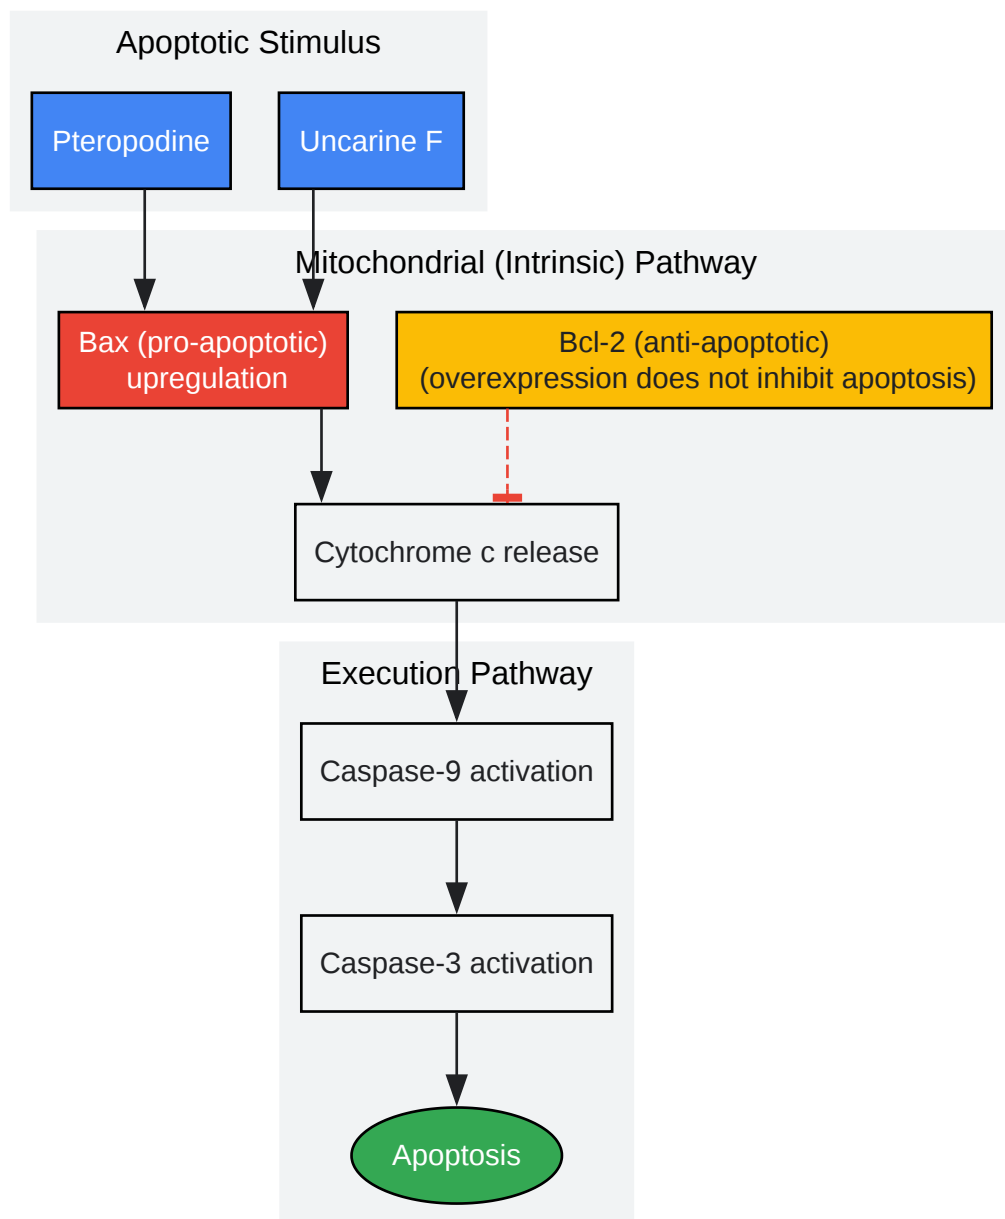 Apoptotic Stimulus
Pteropodine
Uncarine F
Mitochondrial (Intrinsic) Pathway
Bax (pro-apoptotic)
upregulation
Bcl-2 (anti-apoptotic)
(overexpression does not inhibit apoptosis)
Cytochrome c release
Execution Pathway
Caspase-9 activation
Caspase-3 activation
Apoptosis